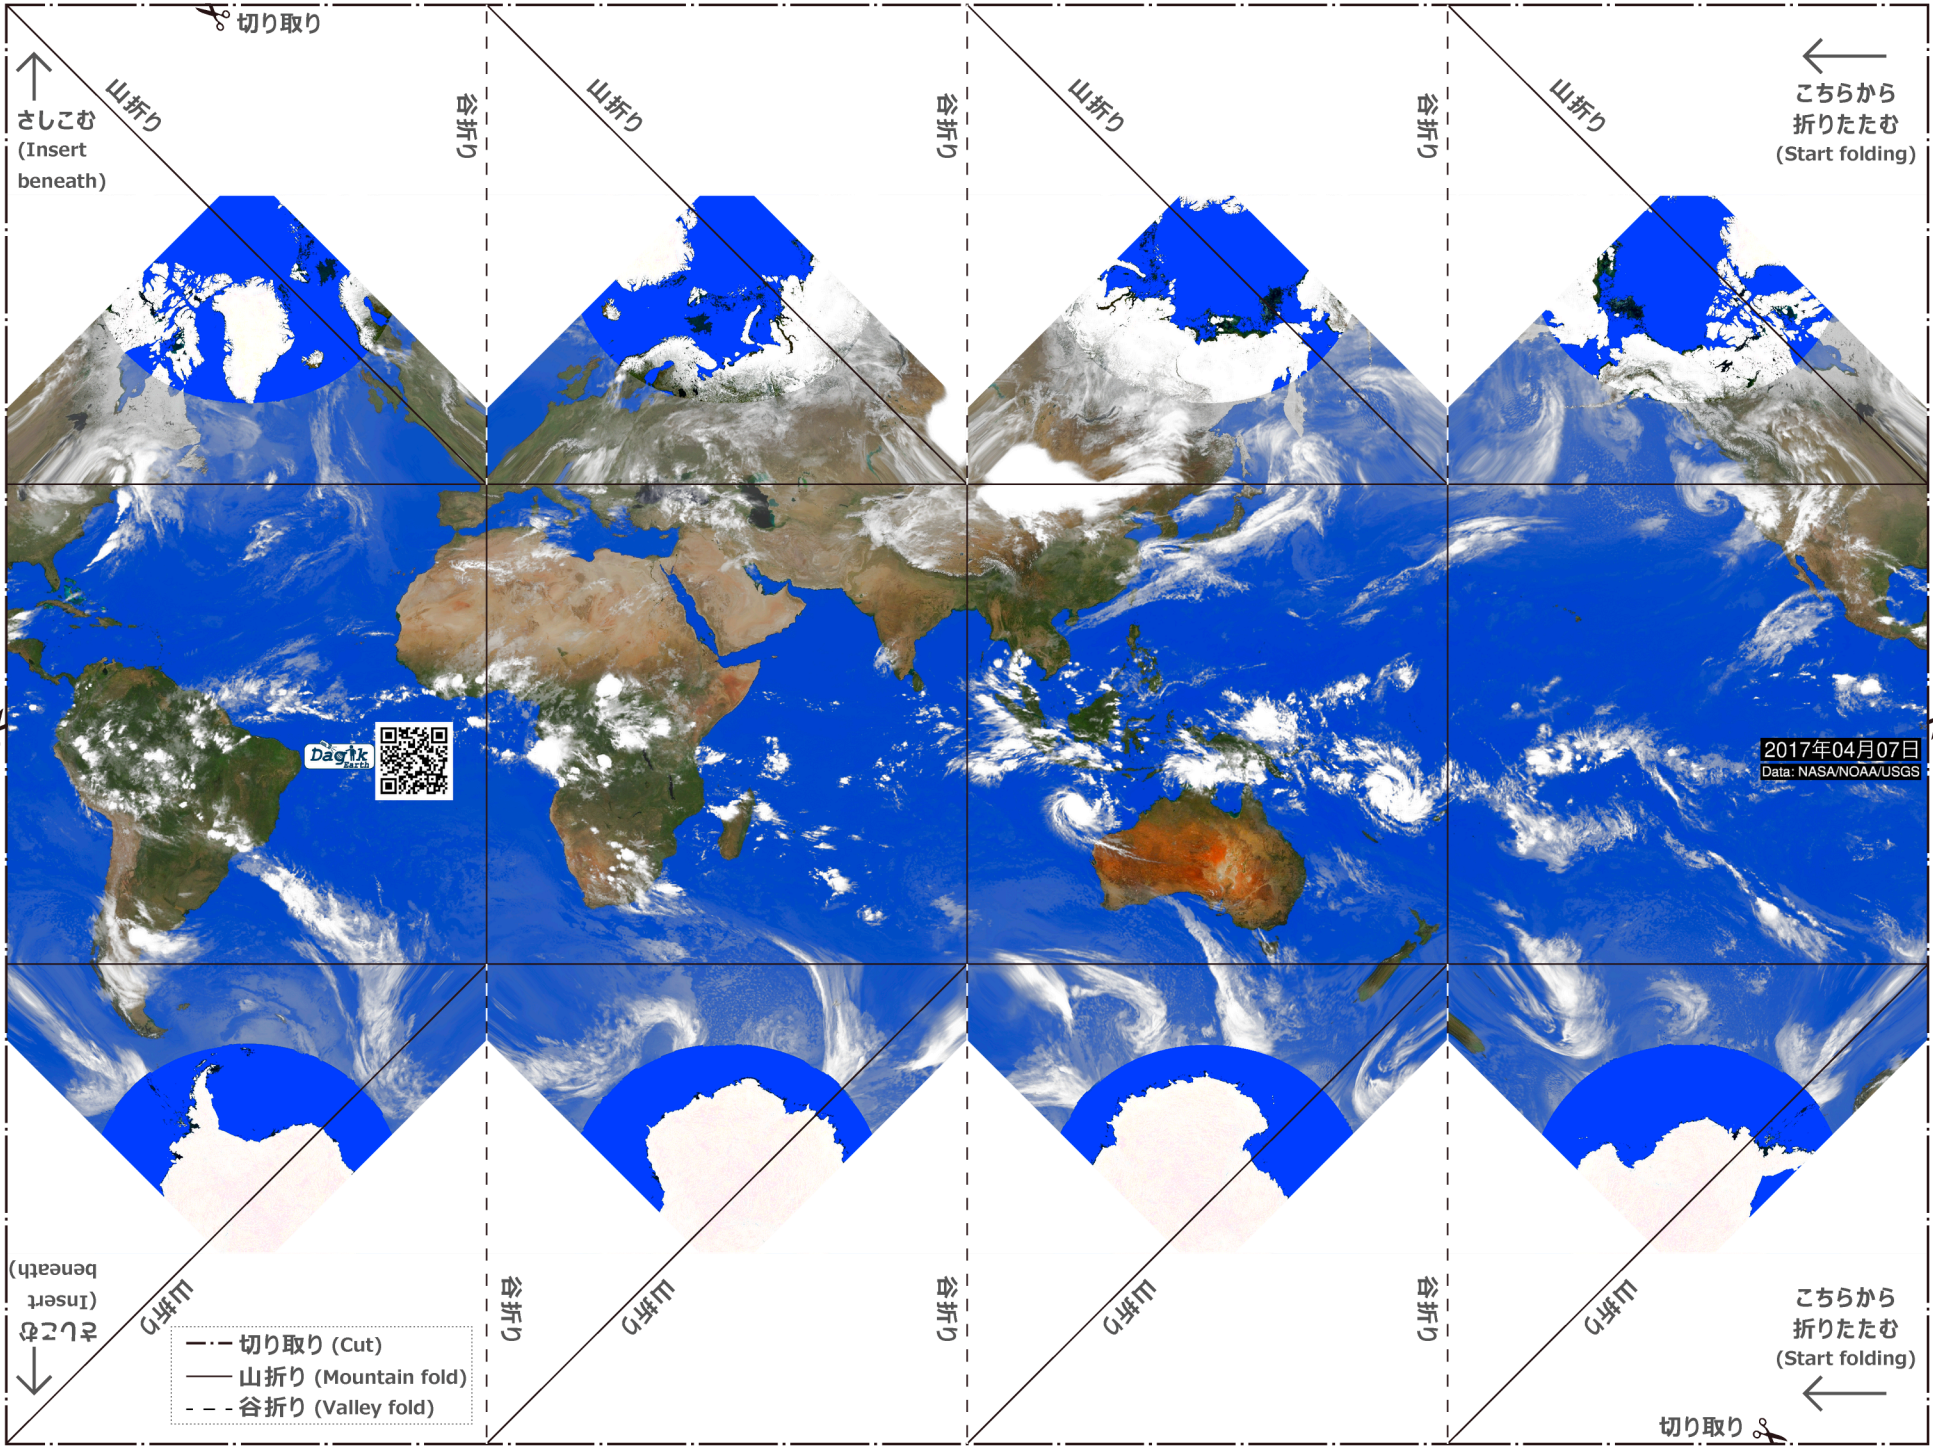 切り取り
山折り
谷折り
山折り
谷折り
山折り
谷折り
山折り
さしこむ
(Insert
beneath)
こちらから
折りたたむ
(Start folding)
Dagik
Earth
2017年04月07日
Data: NASA/NOAA/USGS
さしこむ
(Insert
beneath)
山折り
谷折り
山折り
谷折り
山折り
谷折り
山折り
こちらから
折りたたむ
(Start folding)
切り取り (Cut)
山折り (Mountain fold)
谷折り (Valley fold)
切り取り